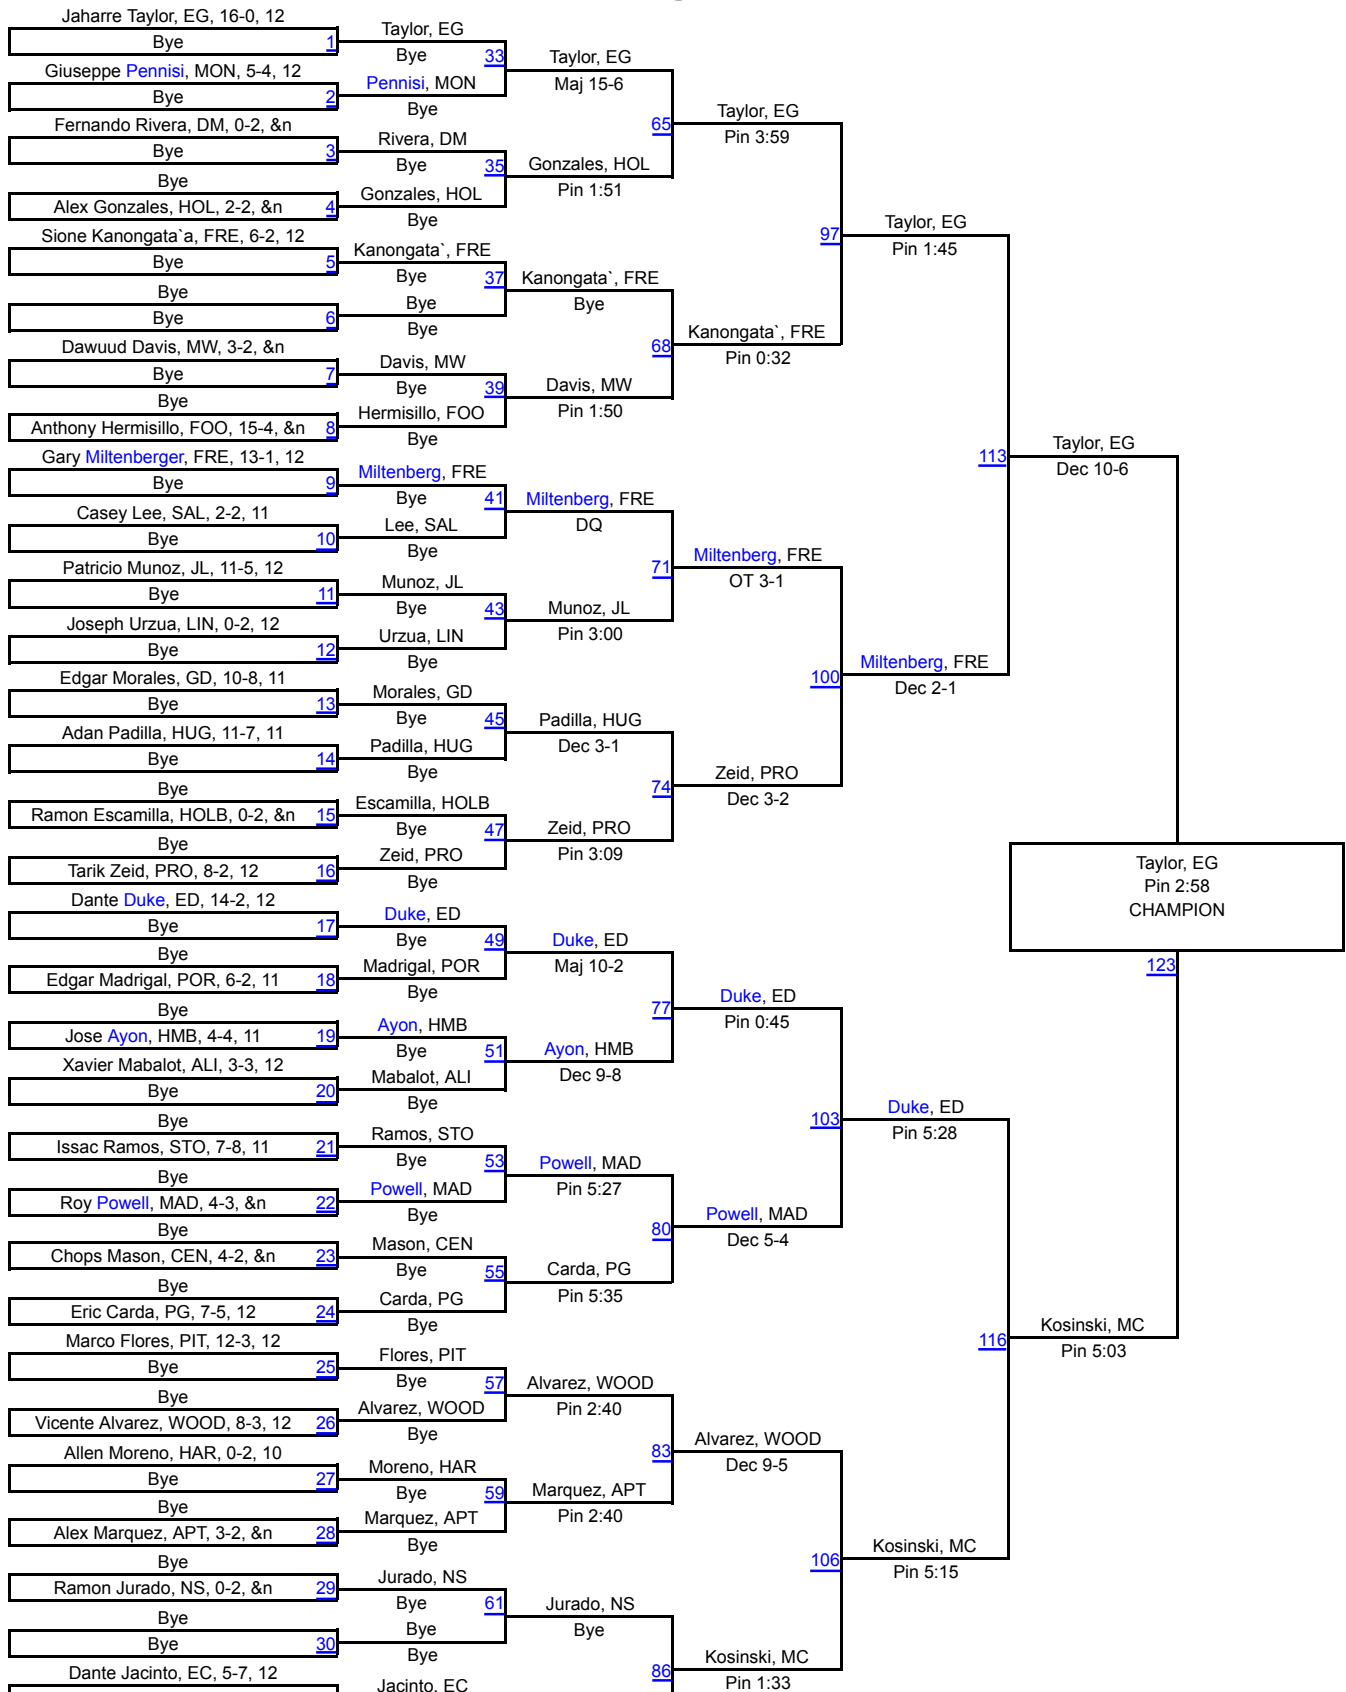 Jaharre Taylor, EG, 16-0, 12
Bye 1
Giuseppe Pennisi, MON, 5-4, 12
Bye 2
Fernando Rivera, DM, 0-2, &n
Bye 3
Bye
Alex Gonzales, HOL, 2-2, &n 4
Sione Kanongata`a, FRE, 6-2, 12
Bye 5
Bye
Bye 6
Dawuud Davis, MW, 3-2, &n
Bye 7
Bye
Anthony Hermisillo, FOO, 15-4, &n 8
Gary Miltenberger, FRE, 13-1, 12
Bye 9
Casey Lee, SAL, 2-2, 11
Bye 10
Patricio Munoz, JL, 11-5, 12
Bye 11
Joseph Urzua, LIN, 0-2, 12
Bye 12
Edgar Morales, GD, 10-8, 11
Bye 13
Adan Padilla, HUG, 11-7, 11
Bye 14
Bye
Ramon Escamilla, HOLB, 0-2, &n 15
Bye
Tarik Zeid, PRO, 8-2, 12 16
Dante Duke, ED, 14-2, 12
Bye 17
Bye
Edgar Madrigal, POR, 6-2, 11 18
Bye
Jose Ayon, HMB, 4-4, 11 19
Xavier Mabalot, ALI, 3-3, 12
Bye 20
Bye
Issac Ramos, STO, 7-8, 11 21
Bye
Roy Powell, MAD, 4-3, &n 22
Bye
Chops Mason, CEN, 4-2, &n 23
Bye
Eric Carda, PG, 7-5, 12 24
Marco Flores, PIT, 12-3, 12
Bye 25
Bye
Vicente Alvarez, WOOD, 8-3, 12 26
Allen Moreno, HAR, 0-2, 10
Bye 27
Bye
Alex Marquez, APT, 3-2, &n 28
Bye
Ramon Jurado, NS, 0-2, &n 29
Bye
Bye 30
Dante Jacinto, EC, 5-7, 12
Taylor, EG
Bye 33
Pennisi, MON
Bye
Rivera, DM
Bye 35
Gonzales, HOL
Bye
Kanongata`, FRE
Bye 37
Bye
Bye
Davis, MW
Bye 39
Hermisillo, FOO
Bye
Miltenberg, FRE
Bye 41
Lee, SAL
Bye
Munoz, JL
Bye 43
Urzua, LIN
Bye
Morales, GD
Bye 45
Padilla, HUG
Bye
Escamilla, HOLB
Bye 47
Zeid, PRO
Bye
Duke, ED
Bye 49
Madrigal, POR
Bye
Ayon, HMB
Bye 51
Mabalot, ALI
Bye
Ramos, STO
Bye 53
Powell, MAD
Bye
Mason, CEN
Bye 55
Carda, PG
Bye
Flores, PIT
Bye 57
Alvarez, WOOD
Bye
Moreno, HAR
Bye 59
Marquez, APT
Bye
Jurado, NS
Bye 61
Bye
Bye
Jacinto, EC
Taylor, EG
Maj 15-6
65
Gonzales, HOL
Pin 1:51
Kanongata`, FRE
Bye
68
Davis, MW
Pin 1:50
Miltenberg, FRE
DQ
71
Munoz, JL
Pin 3:00
Padilla, HUG
Dec 3-1
74
Zeid, PRO
Pin 3:09
Duke, ED
Maj 10-2
77
Ayon, HMB
Dec 9-8
Powell, MAD
Pin 5:27
80
Carda, PG
Pin 5:35
Alvarez, WOOD
Pin 2:40
83
Marquez, APT
Pin 2:40
Jurado, NS
Bye
86
Taylor, EG
Pin 3:59
97
Kanongata`, FRE
Pin 0:32
Miltenberg, FRE
OT 3-1
100
Zeid, PRO
Dec 3-2
Duke, ED
Pin 0:45
103
Powell, MAD
Dec 5-4
Alvarez, WOOD
Dec 9-5
106
Kosinski, MC
Pin 1:33
Taylor, EG
Pin 1:45
113
Miltenberg, FRE
Dec 2-1
Duke, ED
Pin 5:28
116
Kosinski, MC
Pin 5:15
Taylor, EG
Dec 10-6
Kosinski, MC
Pin 5:03
Taylor, EG
Pin 2:58
CHAMPION
123